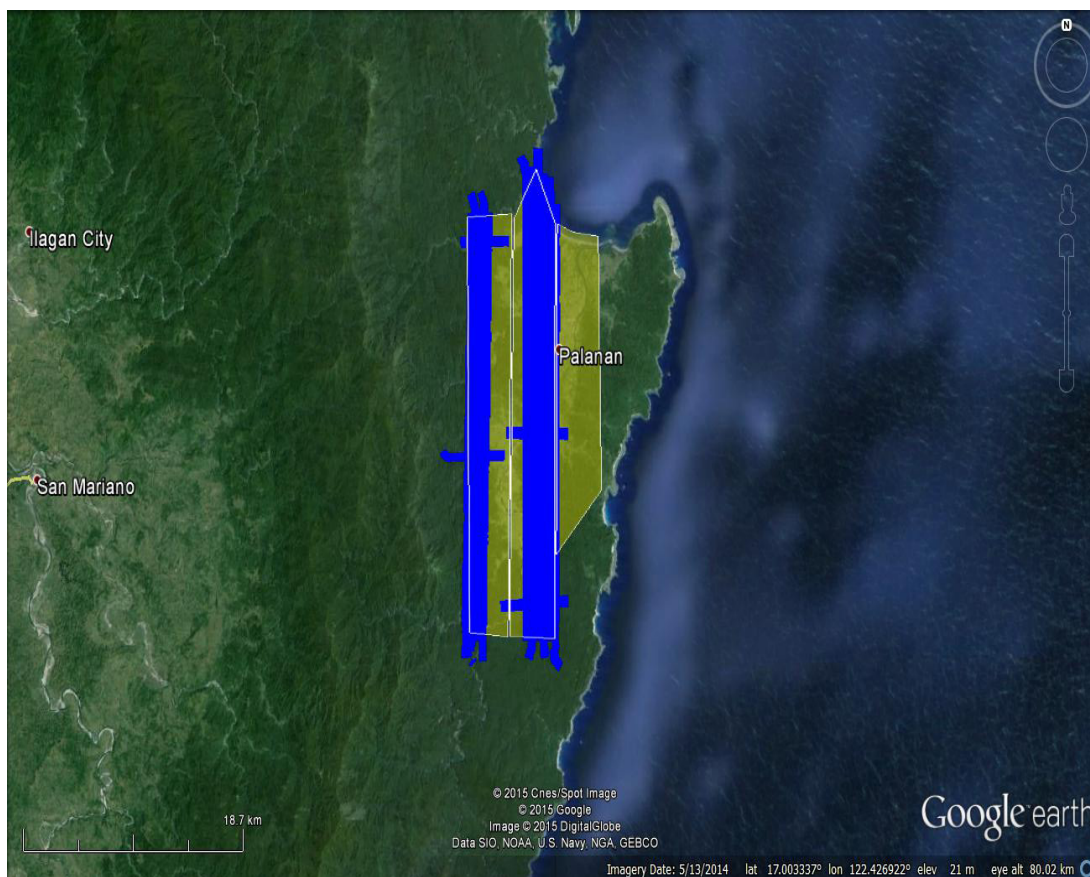 N
Ilagan City
Palanan
San Mariano
© 2015 Cnes/Spot Image
© 2015 Google
Image © 2015 DigitalGlobe
Data SIO, NOAA, U.S. Navy, NGA, GEBCO
18.7 km
Google earth
Imagery Date: 5/13/2014 lat 17.003337° lon 122.426922° elev 21 m eye alt 80.02 km